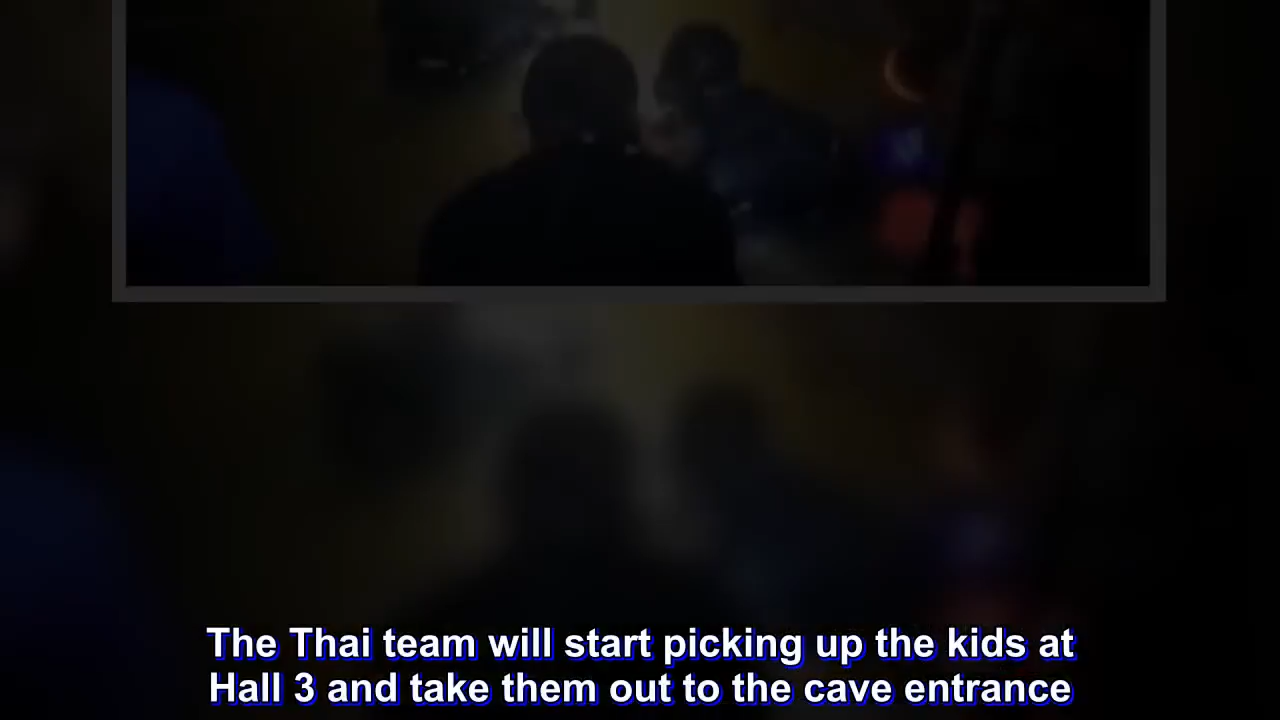 The Thai team will start picking up the kids at
Hall 3 and take them out to the cave entrance